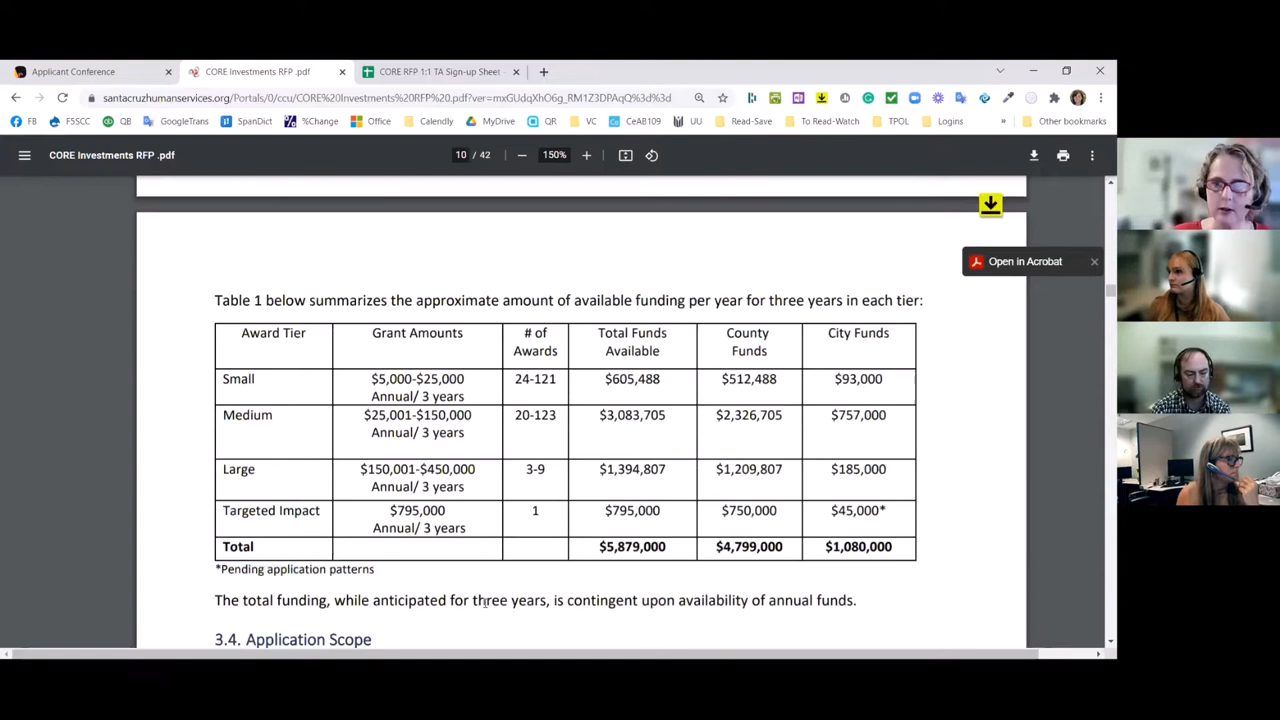 Applicant Conference
CORE Investments RFP .pdf
CORE RFP 1:1 TA Sign-up Sheet -
santacruzhumanservices.org/Portals/0/ccu/CORE%20Investments%20RFP%20.pdf?ver=mxGUdqXhO6g_RM1Z3DPAqQ%3d%3d
FB F5SCC QB GoogleTrans SpanDict %Change Office Calendly MyDrive QR VC CeAB109 UU Read-Save To Read-Watch TPOL Logins » Other bookmarks
CORE Investments RFP .pdf 10 / 42 150%
Open in Acrobat
Table 1 below summarizes the approximate amount of available funding per year for three years in each tier:
Award Tier Grant Amounts # of Total Funds County City Funds
Awards Available Funds
Small $5,000-$25,000 24-121 $605,488 $512,488 $93,000
Annual/ 3 years
Medium $25,001-$150,000 20-123 $3,083,705 $2,326,705 $757,000
Annual/ 3 years
Large $150,001-$450,000 3-9 $1,394,807 $1,209,807 $185,000
Annual/ 3 years
Targeted Impact $795,000 1 $795,000 $750,000 $45,000*
Annual/ 3 years
Total $5,879,000 $4,799,000 $1,080,000
*Pending application patterns
The total funding, while anticipated for three years, is contingent upon availability of annual funds.
3.4. Application Scope